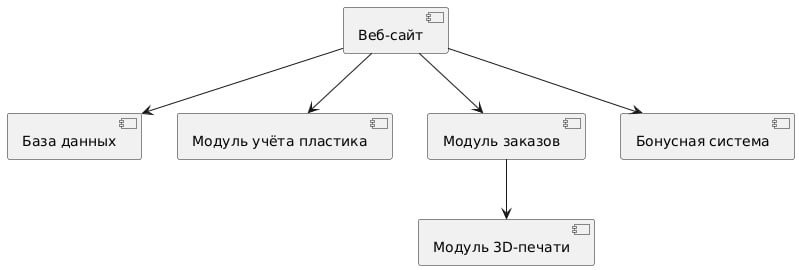 Веб-сайт
База данных
Модуль учёта пластика
Модуль заказов
Бонусная система
Модуль 3D-печати